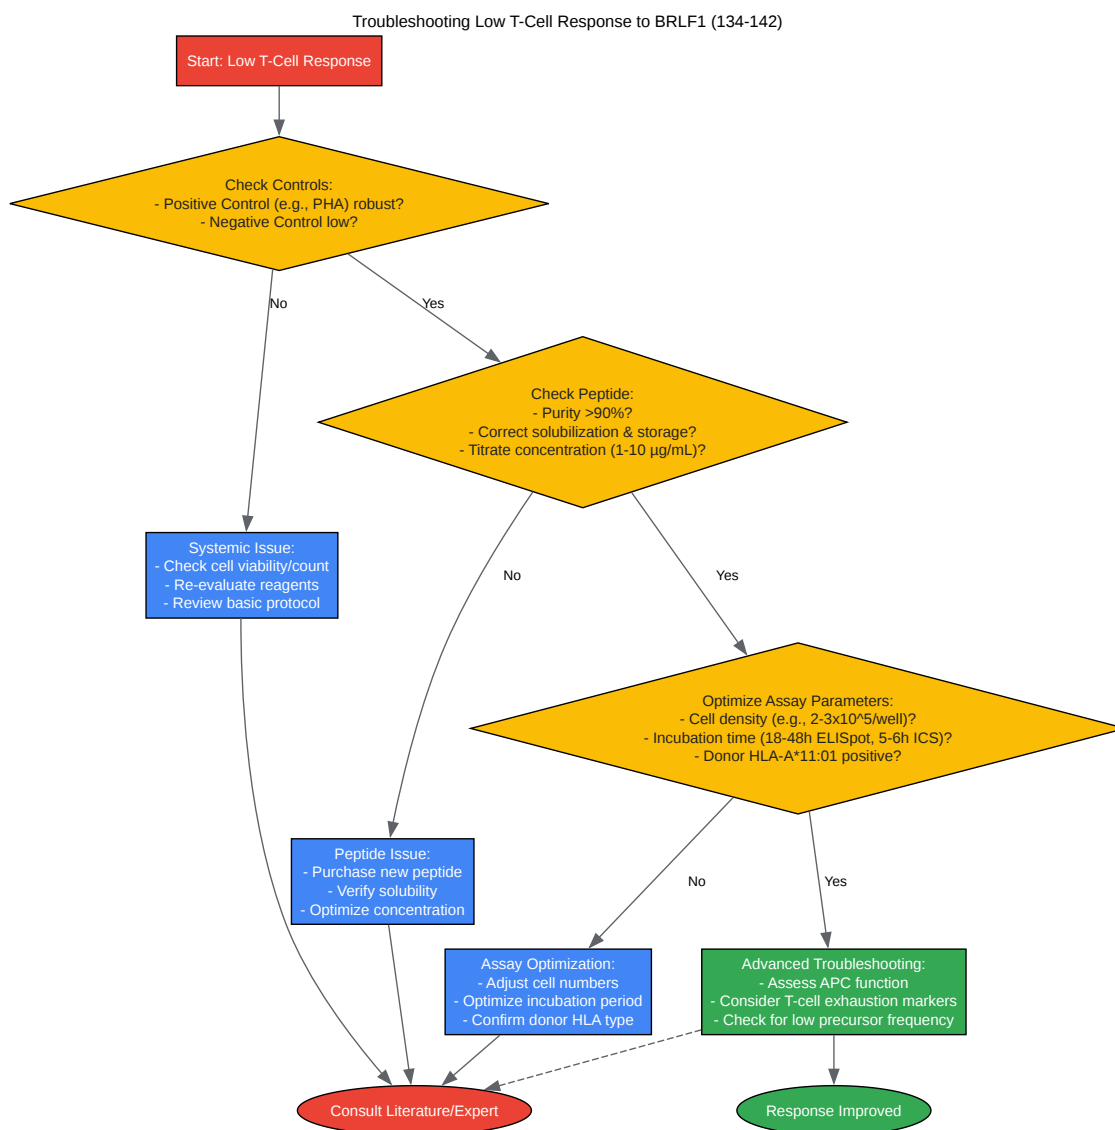 Troubleshooting Low T-Cell Response to BRLF1 (134-142)
Start: Low T-Cell Response
Check Controls:
- Positive Control (e.g., PHA) robust?
- Negative Control low?
No
Yes
Check Peptide:
- Purity >90%?
- Correct solubilization & storage?
- Titrate concentration (1-10 µg/mL)?
Systemic Issue:
- Check cell viability/count
- Re-evaluate reagents
- Review basic protocol
No
Yes
Optimize Assay Parameters:
- Cell density (e.g., 2-3x10^5/well)?
- Incubation time (18-48h ELISpot, 5-6h ICS)?
- Donor HLA-A*11:01 positive?
Peptide Issue:
- Purchase new peptide
- Verify solubility
- Optimize concentration
No
Yes
Assay Optimization:
- Adjust cell numbers
- Optimize incubation period
- Confirm donor HLA type
Advanced Troubleshooting:
- Assess APC function
- Consider T-cell exhaustion markers
- Check for low precursor frequency
Consult Literature/Expert
Response Improved